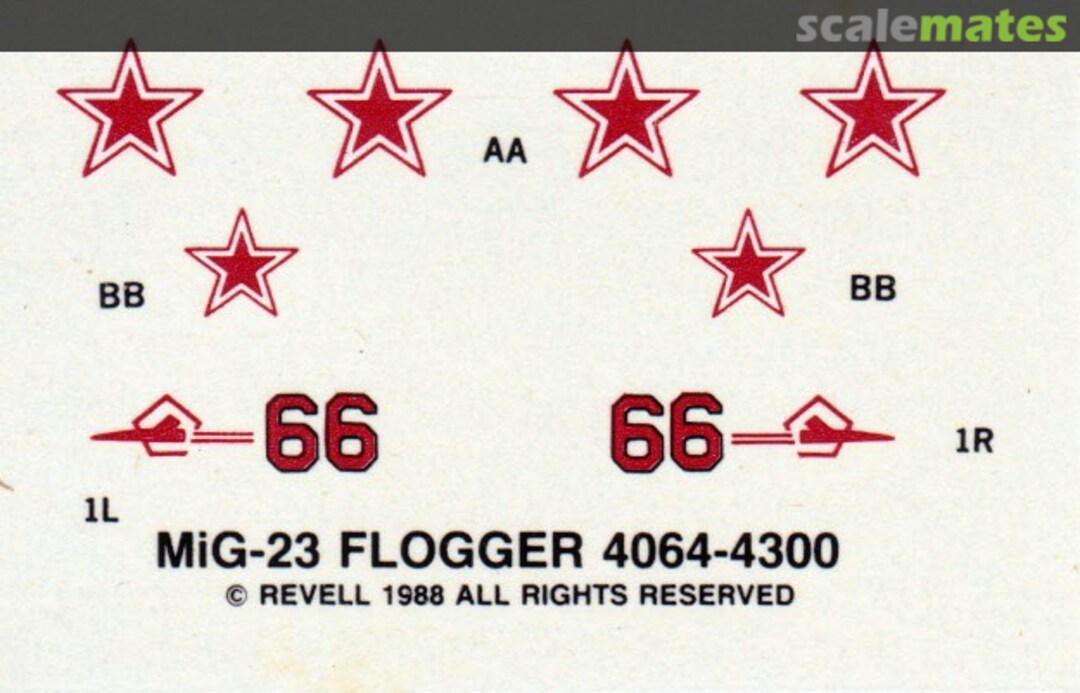 scalemates
AA
BB
BB
66
66
1R
1L
MiG-23 FLOGGER 4064-4300
© REVELL 1988 ALL RIGHTS RESERVED